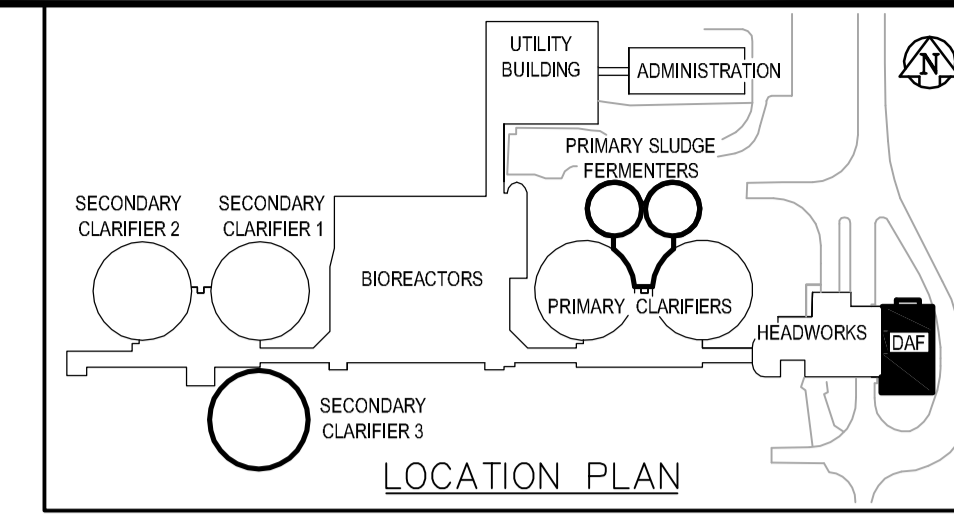 UTILITY
BUILDING
ADMINISTRATION
N
PRIMARY SLUDGE
FERMENTERS
SECONDARY
CLARIFIER 2
SECONDARY
CLARIFIER 1
BIOREACTORS
PRIMARY CLARIFIERS
HEADWORKS
DAF
SECONDARY
CLARIFIER 3
LOCATION PLAN